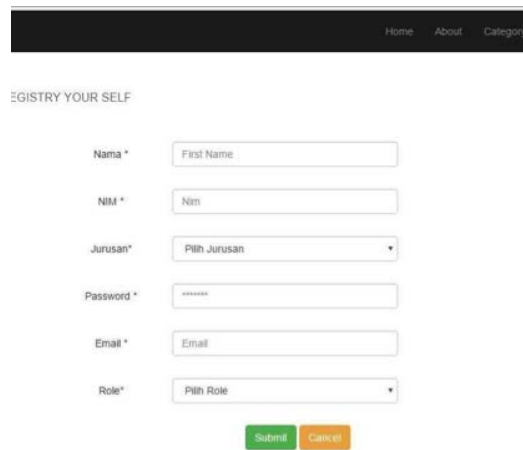 Home About Category
EGISTRY YOUR SELF
Nama * First Name
NIM * Nim
Jurusan* Pilih Jurusan
Password * *******
Email * Email
Role* Pilih Role
Submit Cancel